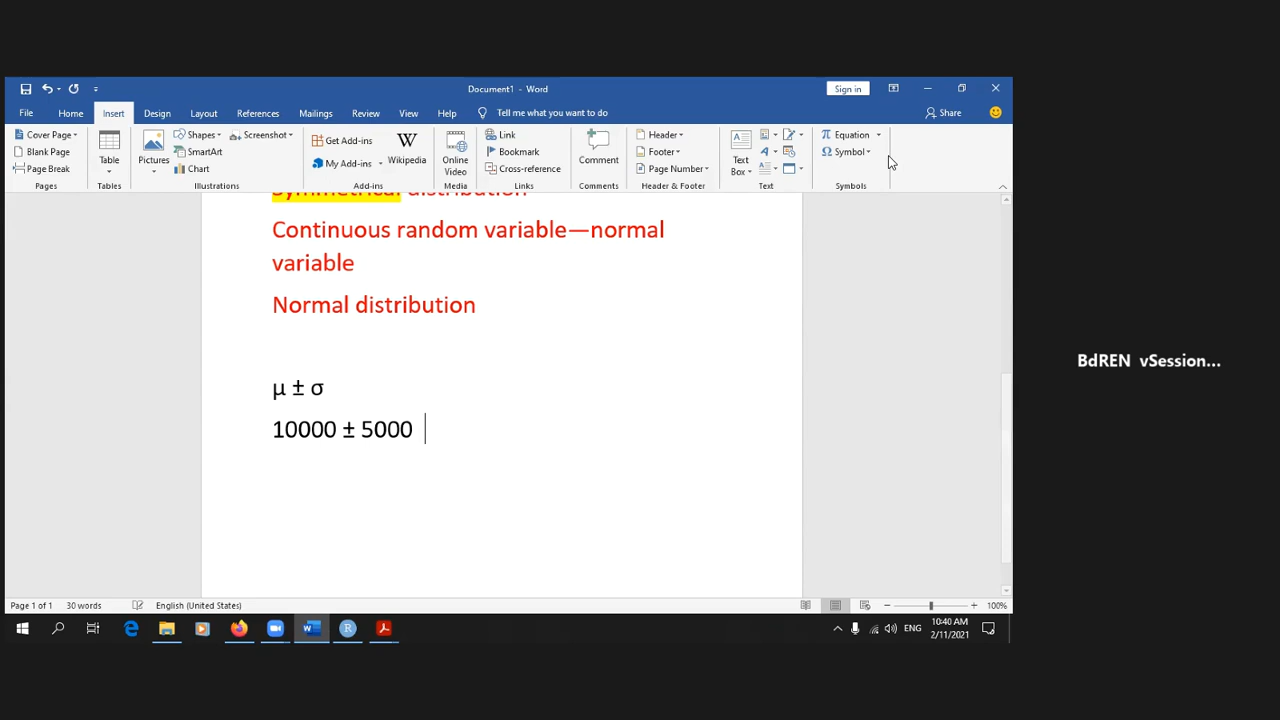 Document1 - Word
Sign in
File Home Insert Design Layout References Mailings Review View Help Tell me what you want to do Share
Cover Page
Blank Page
Page Break
Pages
Table
Tables
Pictures
Shapes
SmartArt
Chart
Screenshot
Illustrations
Get Add-ins
My Add-ins
Wikipedia
Add-ins
Online
Video
Media
Link
Bookmark
Cross-reference
Links
Comment
Comments
Header
Footer
Page Number
Header & Footer
Text
Box
Text
Equation
Symbol
Symbols
Symmetrical distribution
Continuous random variable—normal
variable
Normal distribution
μ ± σ
10000 ± 5000
BdREN vSession...
Page 1 of 1 30 words English (United States) 100%
ENG
10:40 AM
2/11/2021